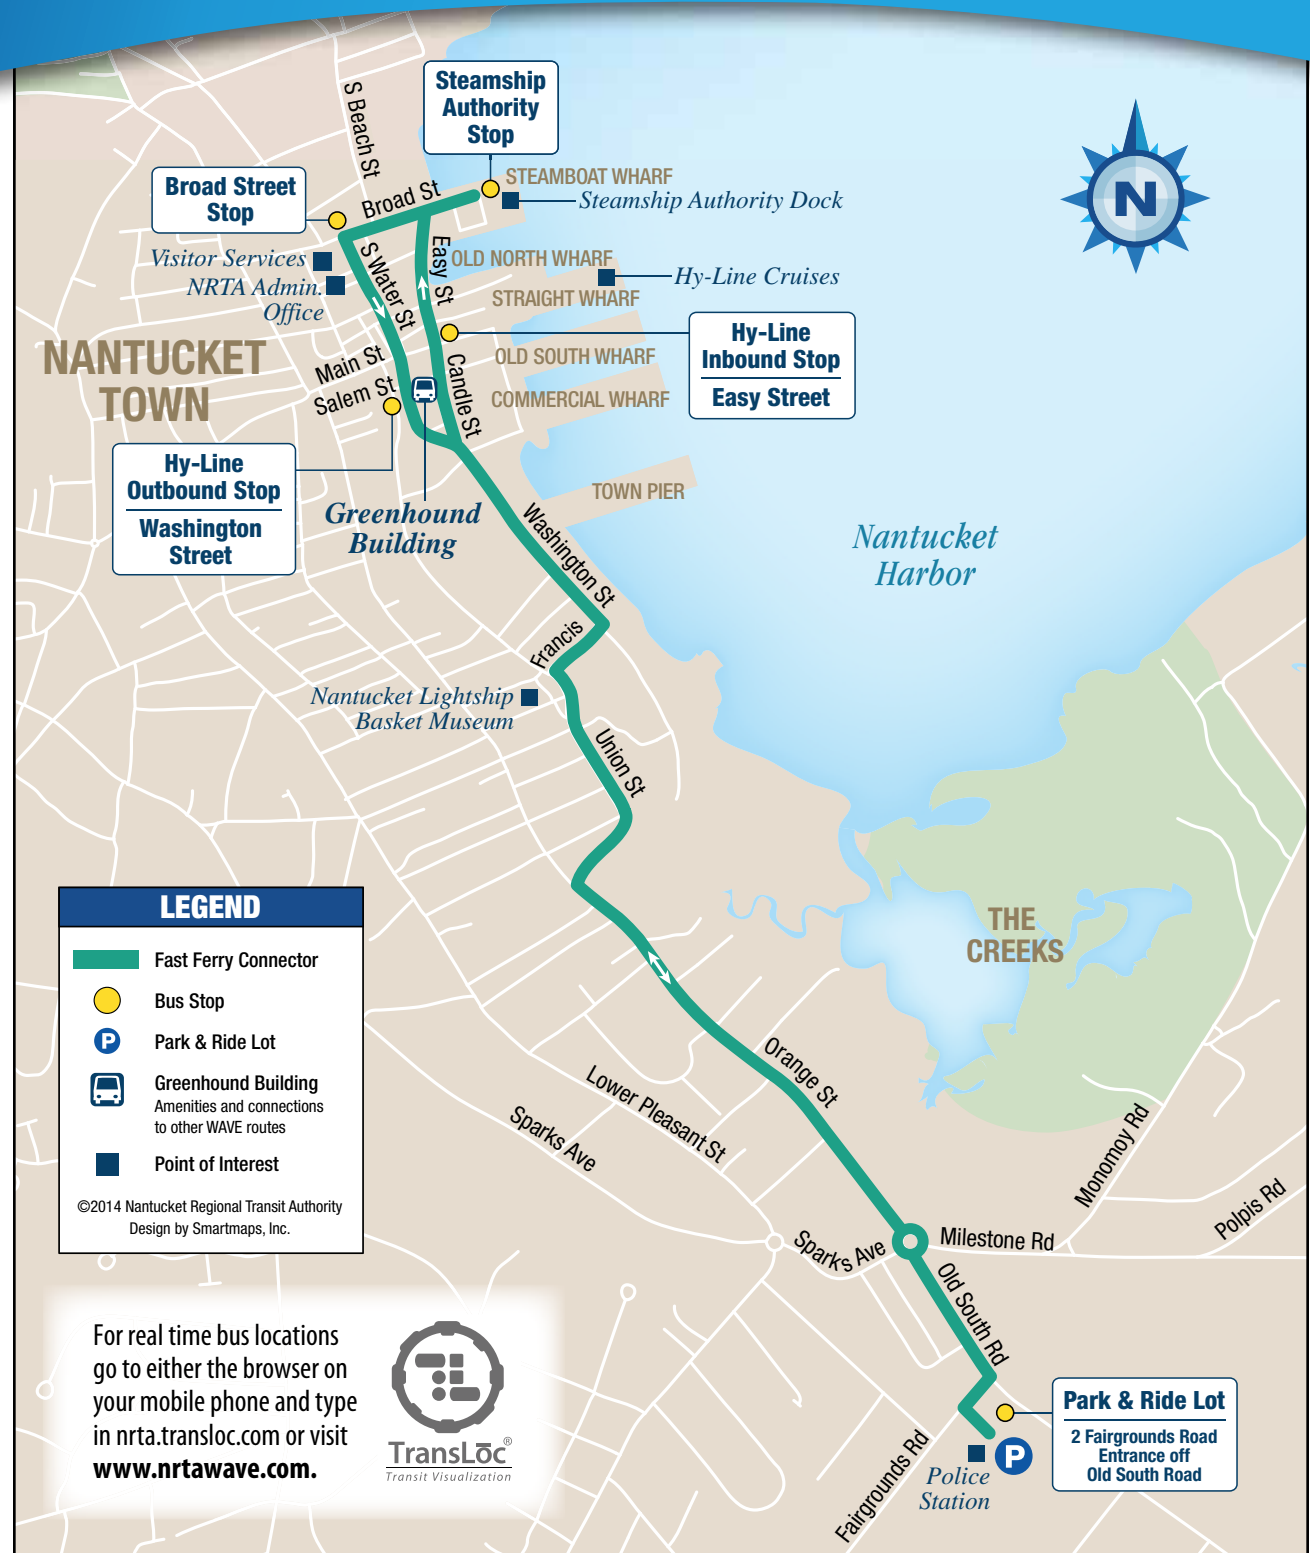 Steamship
Authority
Stop
S Beach St
Broad Street
Stop
Broad St
STEAMBOAT WHARF
Steamship Authority Dock
N
Visitor Services
NRTA Admin.
Office
S Water St
Easy St
OLD NORTH WHARF
Hy-Line Cruises
STRAIGHT WHARF
NANTUCKET
TOWN
Main St
Salem St
Candle St
OLD SOUTH WHARF
COMMERCIAL WHARF
Hy-Line
Inbound Stop
Easy Street
Hy-Line
Outbound Stop
Washington
Street
Greenhound
Building
TOWN PIER
Washington St
Nantucket
Harbor
Francis
Nantucket Lightship
Basket Museum
Union St
THE
CREEKS
LEGEND
Fast Ferry Connector
Bus Stop
P
Park & Ride Lot
Greenhound Building
Amenities and connections
to other WAVE routes
Point of Interest
©2014 Nantucket Regional Transit Authority
Design by Smartmaps, Inc.
Orange St
Lower Pleasant St
Sparks Ave
Monomoy Rd
Polpis Rd
Sparks Ave
Milestone Rd
Old South Rd
For real time bus locations
go to either the browser on
your mobile phone and type
in nrta.transloc.com or visit
www.nrtawave.com.
TransLōc®
Transit Visualization
Fairgrounds Rd
Police
Station
P
Park & Ride Lot
2 Fairgrounds Road
Entrance off
Old South Road